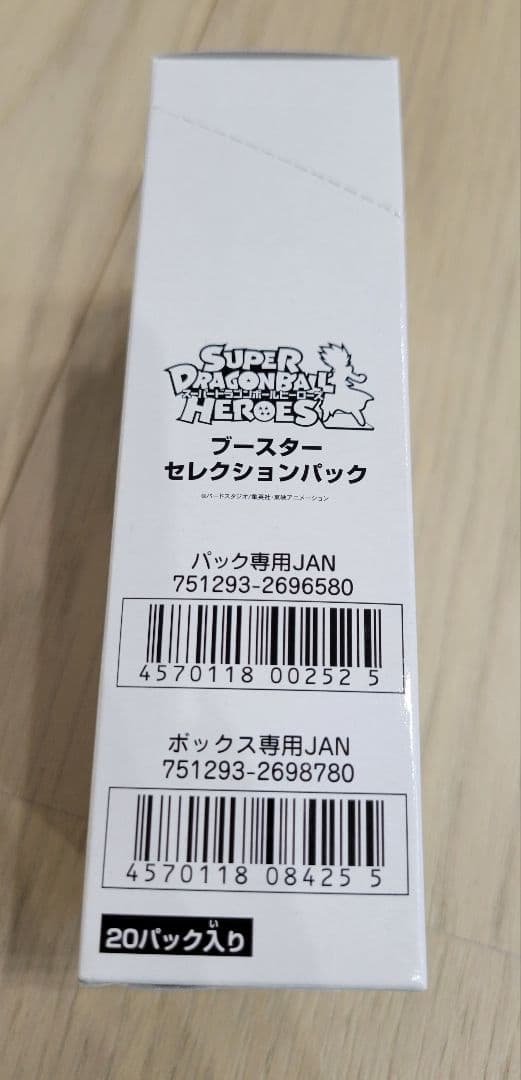 SUPER
DRAGONBALL
スーパードラゴンボールヒーローズ
HEROES
ブースター
セレクションパック
©バードスタジオ/集英社・東映アニメーション
パック専用JAN
751293-2696580
4570118 00252 5
ボックス専用JAN
751293-2698780
4570118 08425 5
い
20パック入り